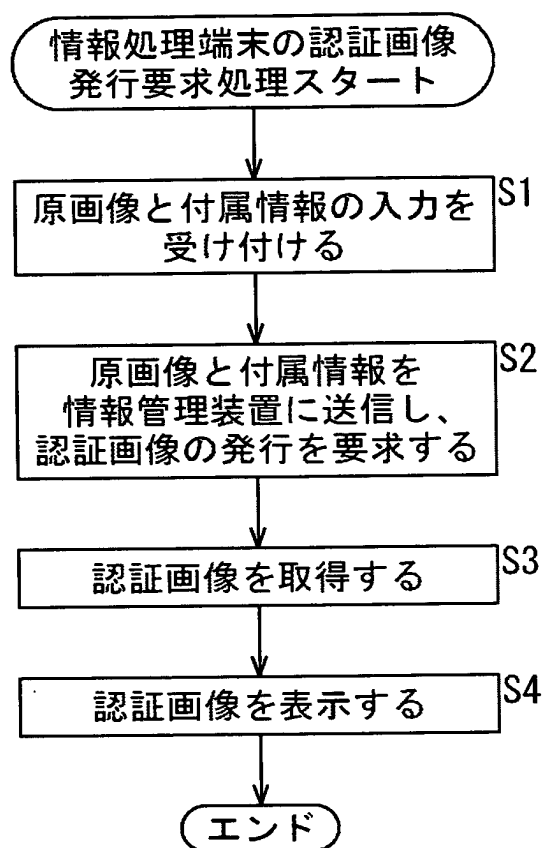 情報処理端末の認証画像
発行要求処理スタート
S1
原画像と付属情報の入力を
受け付ける
S2
原画像と付属情報を
情報管理装置に送信し、
認証画像の発行を要求する
S3
認証画像を取得する
S4
認証画像を表示する
エンド